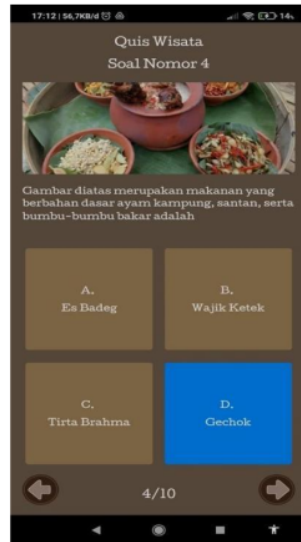 17:12 | 56,7KB/d
14
Quis Wisata
Soal Nomor 4
Gambar diatas merupakan makanan yang
berbahan dasar ayam kampung, santan, serta
bumbu-bumbu bakar adalah
A.
Es Badeg
B.
Wajik Ketek
C.
Tirta Brahma
D.
Gechok
4/10